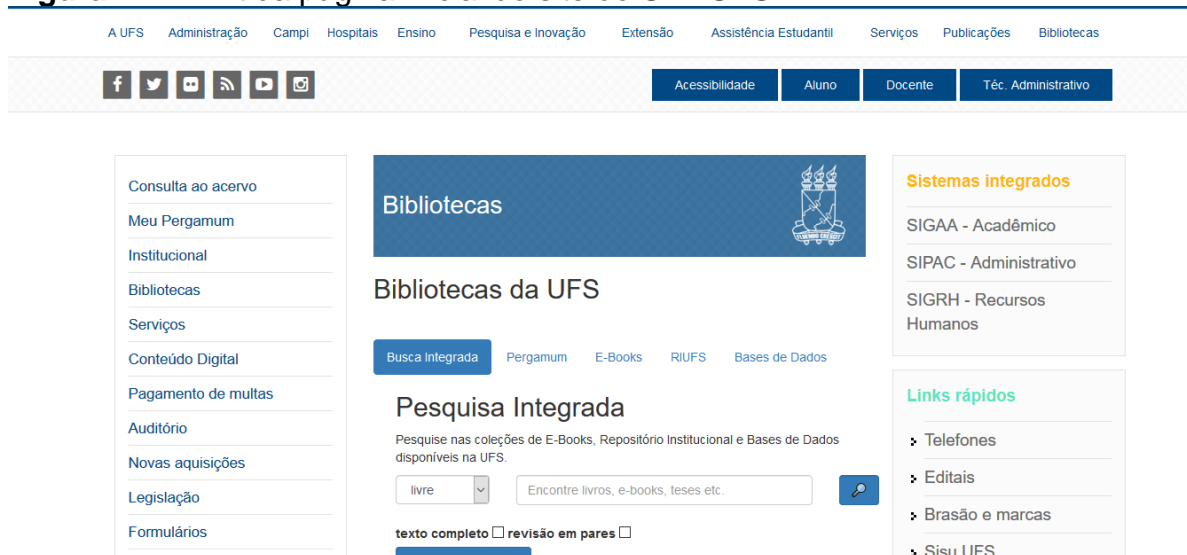 A UFS Administração Campi Hospitais Ensino Pesquisa e Inovação Extensão Assistência Estudantil Serviços Publicações Bibliotecas
Acessibilidade Aluno Docente Téc. Administrativo
Consulta ao acervo
Meu Pergamum
Institucional
Bibliotecas
Serviços
Conteúdo Digital
Pagamento de multas
Auditório
Novas aquisições
Legislação
Formulários
Bibliotecas
Bibliotecas da UFS
Busca Integrada Pergamum E-Books RIUFS Bases de Dados
Pesquisa Integrada
Pesquise nas coleções de E-Books, Repositório Institucional e Bases de Dados
disponíveis na UFS.
livre Encontre livros, e-books, teses etc.
texto completo revisão em pares
Sistemas integrados
SIGAA - Acadêmico
SIPAC - Administrativo
SIGRH - Recursos
Humanos
Links rápidos
Telefones
Editais
Brasão e marcas
Sisu UFS